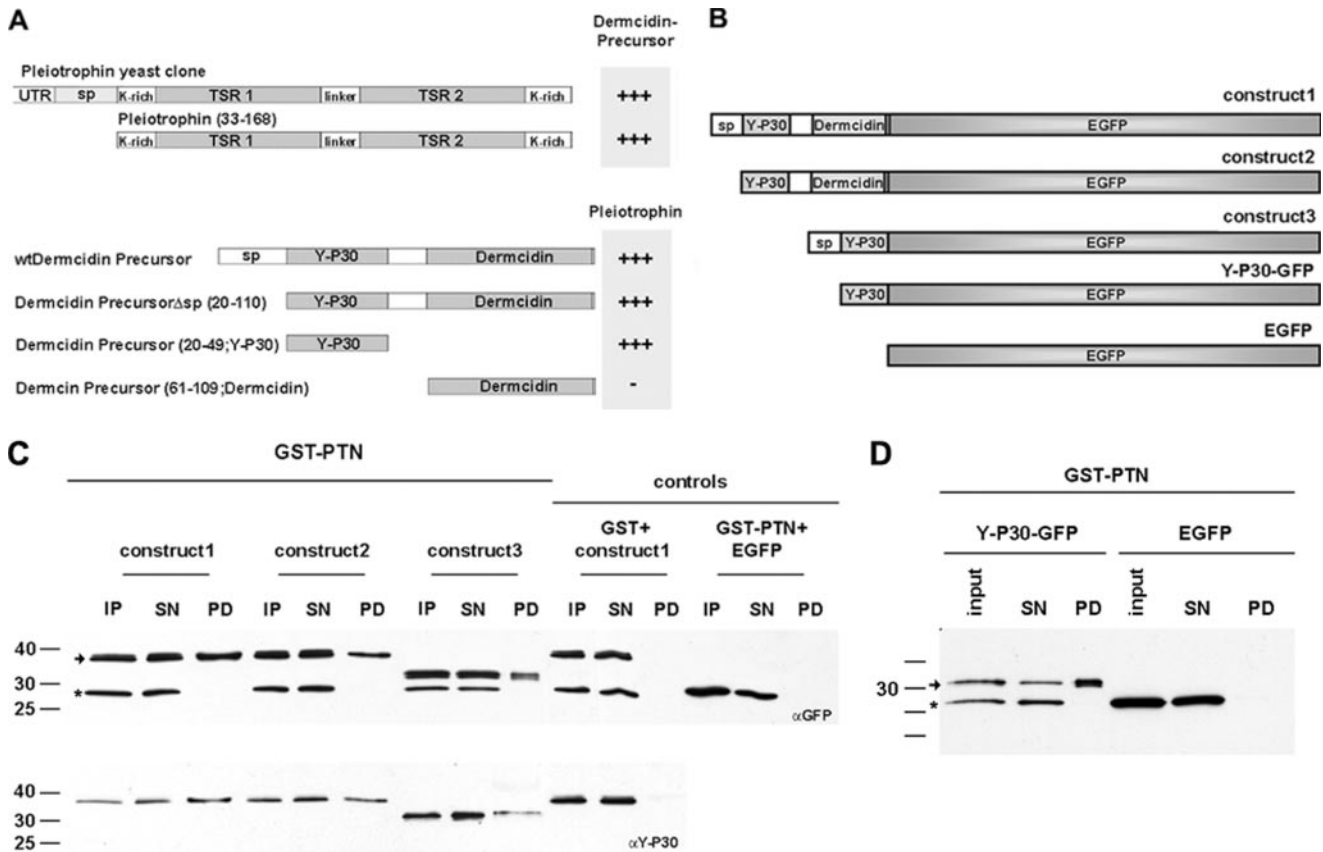 A
Dermcidin-
Precursor
Pleiotrophin yeast clone
UTR sp K-rich TSR 1 linker TSR 2 K-rich +++
Pleiotrophin (33-168)
K-rich TSR 1 linker TSR 2 K-rich +++
Pleiotrophin
wtDermcidin Precursor sp Y-P30 Dermcidin +++
Dermcidin PrecursorΔsp (20-110) Y-P30 Dermcidin +++
Dermcidin Precursor (20-49;Y-P30) Y-P30 +++
Dermcin Precursor (61-109;Dermcidin) Dermcidin -
B
construct1
sp Y-P30 Dermcidin EGFP
construct2
Y-P30 Dermcidin EGFP
construct3
sp Y-P30 EGFP
Y-P30-GFP
Y-P30 EGFP
EGFP
EGFP
C
GST-PTN
controls
construct1 construct2 construct3 GST+ construct1 GST-PTN+ EGFP
IP SN PD IP SN PD IP SN PD IP SN PD IP SN PD
40
30 *
25
αGFP
40
30
25
αY-P30
D
GST-PTN
Y-P30-GFP EGFP
input SN PD input SN PD
30
*